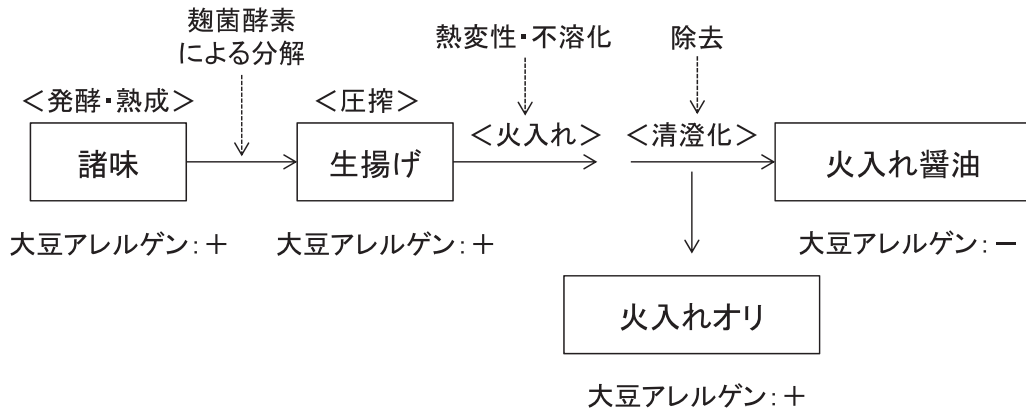 麹菌酵素
による分解
熱変性・不溶化
除去
＜発酵・熟成＞
＜圧搾＞
＜火入れ＞
＜清澄化＞
諸味
生揚げ
火入れ醤油
大豆アレルゲン:＋
大豆アレルゲン:＋
大豆アレルゲン:－
火入れオリ
大豆アレルゲン:＋